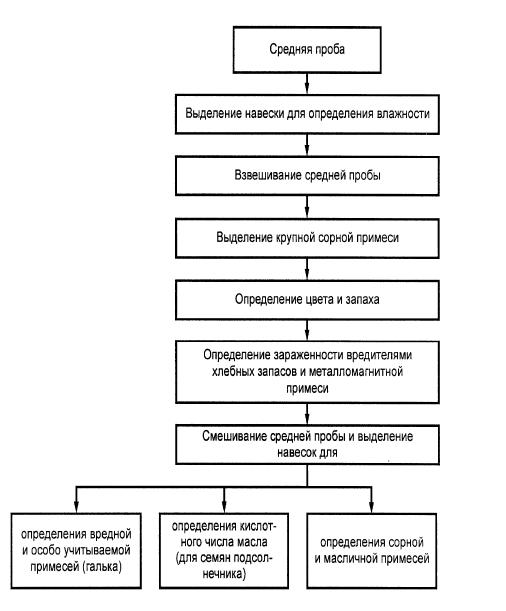 Средняя проба
Выделение навески для определения влажности
Взвешивание средней пробы
Выделение крупной сорной примеси
Определение цвета и запаха
Определение зараженности вредителями
хлебных запасов и металломагнитной
примеси
Смешивание средней пробы и выделение
навесок для
определения вредной
и особо учитываемой
примесей (галька)
определения кислот-
ного числа масла
(для семян подсол-
нечника)
определения сорной
и масличной примесей